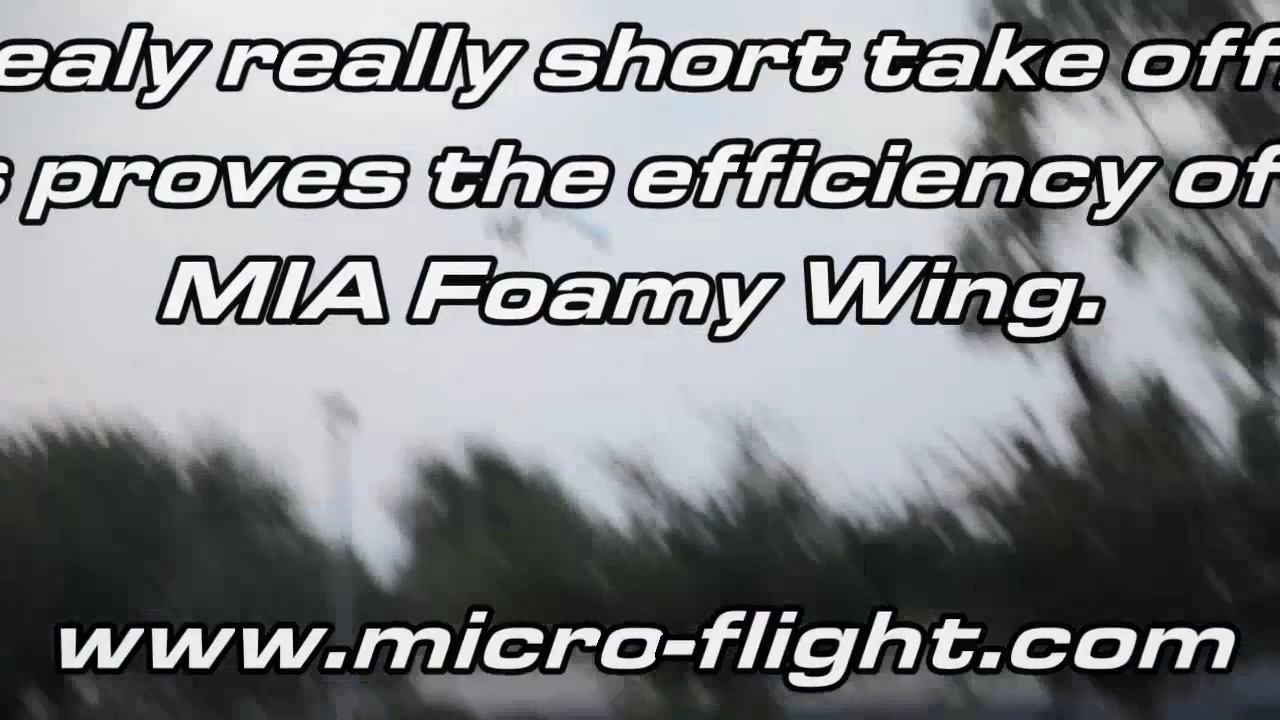 ealy really short take off.
s proves the efficiency of
MIA Foamy Wing.
www.micro-flight.com